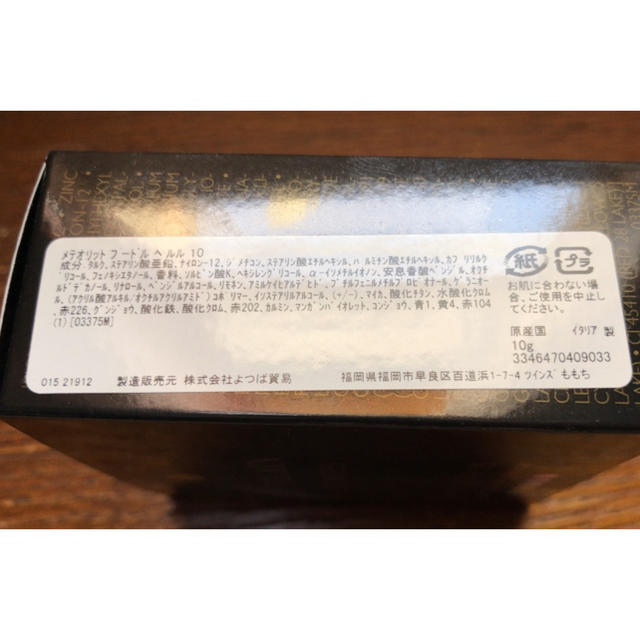 メテオリット プードル ペルル 10
成分 タルク、ステアリン酸亜鉛、ナイロン-12、ジメチコン、ステアリン酸エチルヘキシル、パルミチン酸エチルヘキシル、カプリリルグ
リコール、フェノキシエタノール、香料、ソルビン酸K、ヘキシレングリコール、α-イソメチルイオノン、安息香酸ベンジル、オクチ
ルドデカノール、リナロール、ベンジルアルコール、リモネン、アミルケイヒアルデヒド、ブチルフェニルメチルプロピオナール、ゲラニオー
ル、(アクリル酸アルキル/オクチルアクリルアミド)コポリマー、イソステアリルアルコール、(+/-)、マイカ、酸化チタン、水酸化クロム
、赤226、グンジョウ、酸化鉄、酸化クロム、赤202、カルミン、マンガンバイオレット、コンジョウ、青1、黄4、赤104
(1) [03375M]
紙 プラ
お肌に合わない場
合、ご使用を中止し
てください。
原産国 イタリア製
10g
3346470409033
015 21912 製造販売元 株式会社よつば貿易 福岡県福岡市早良区百道浜1-7-4 ツインズももち